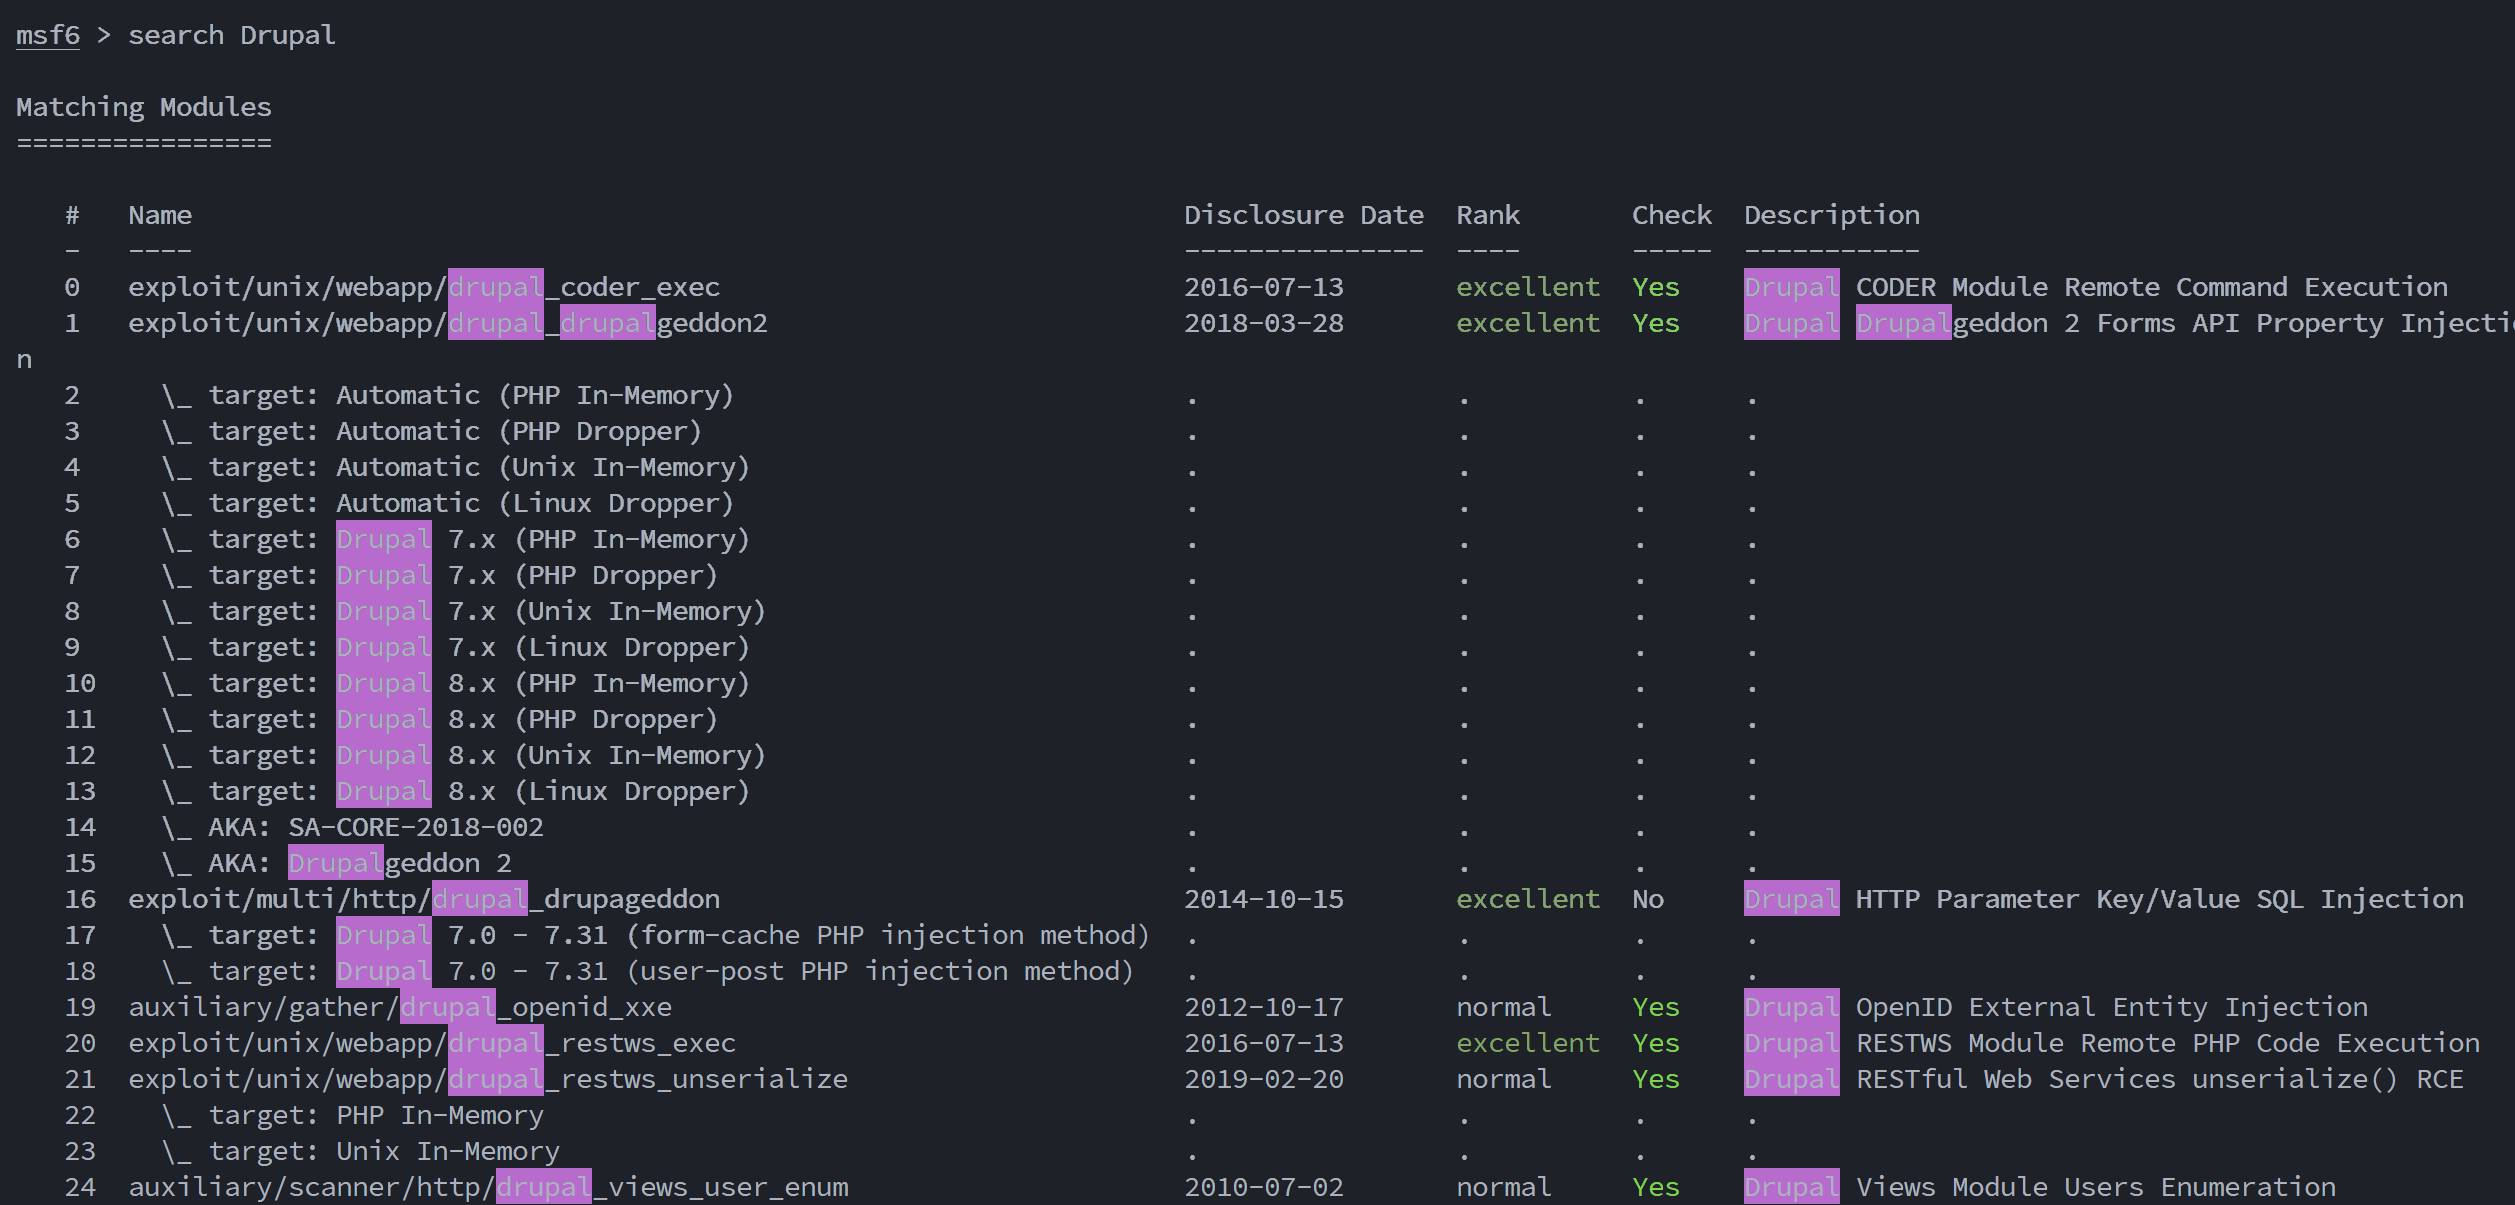 msf6 > search Drupal
Matching Modules
================
#   Name   Disclosure Date   Rank   Check   Description
-   ----   ---------------   ----   -----   -----------
0   exploit/unix/webapp/drupal_coder_exec   2016-07-13   excellent   Yes   Drupal CODER Module Remote Command Execution
1   exploit/unix/webapp/drupal_drupalgeddon2   2018-03-28   excellent   Yes   Drupal Drupalgeddon 2 Forms API Property Injectio
n
2   \_ target: Automatic (PHP In-Memory)   .   .   .   .
3   \_ target: Automatic (PHP Dropper)   .   .   .   .
4   \_ target: Automatic (Unix In-Memory)   .   .   .   .
5   \_ target: Automatic (Linux Dropper)   .   .   .   .
6   \_ target: Drupal 7.x (PHP In-Memory)   .   .   .   .
7   \_ target: Drupal 7.x (PHP Dropper)   .   .   .   .
8   \_ target: Drupal 7.x (Unix In-Memory)   .   .   .   .
9   \_ target: Drupal 7.x (Linux Dropper)   .   .   .   .
10   \_ target: Drupal 8.x (PHP In-Memory)   .   .   .   .
11   \_ target: Drupal 8.x (PHP Dropper)   .   .   .   .
12   \_ target: Drupal 8.x (Unix In-Memory)   .   .   .   .
13   \_ target: Drupal 8.x (Linux Dropper)   .   .   .   .
14   \_ AKA: SA-CORE-2018-002   .   .   .   .
15   \_ AKA: Drupalgeddon 2   .   .   .   .
16   exploit/multi/http/drupal_drupageddon   2014-10-15   excellent   No   Drupal HTTP Parameter Key/Value SQL Injection
17   \_ target: Drupal 7.0 - 7.31 (form-cache PHP injection method)   .   .   .   .
18   \_ target: Drupal 7.0 - 7.31 (user-post PHP injection method)   .   .   .   .
19   auxiliary/gather/drupal_openid_xxe   2012-10-17   normal   Yes   Drupal OpenID External Entity Injection
20   exploit/unix/webapp/drupal_restws_exec   2016-07-13   excellent   Yes   Drupal RESTWS Module Remote PHP Code Execution
21   exploit/unix/webapp/drupal_restws_unserialize   2019-02-20   normal   Yes   Drupal RESTful Web Services unserialize() RCE
22   \_ target: PHP In-Memory   .   .   .   .
23   \_ target: Unix In-Memory   .   .   .   .
24   auxiliary/scanner/http/drupal_views_user_enum   2010-07-02   normal   Yes   Drupal Views Module Users Enumeration